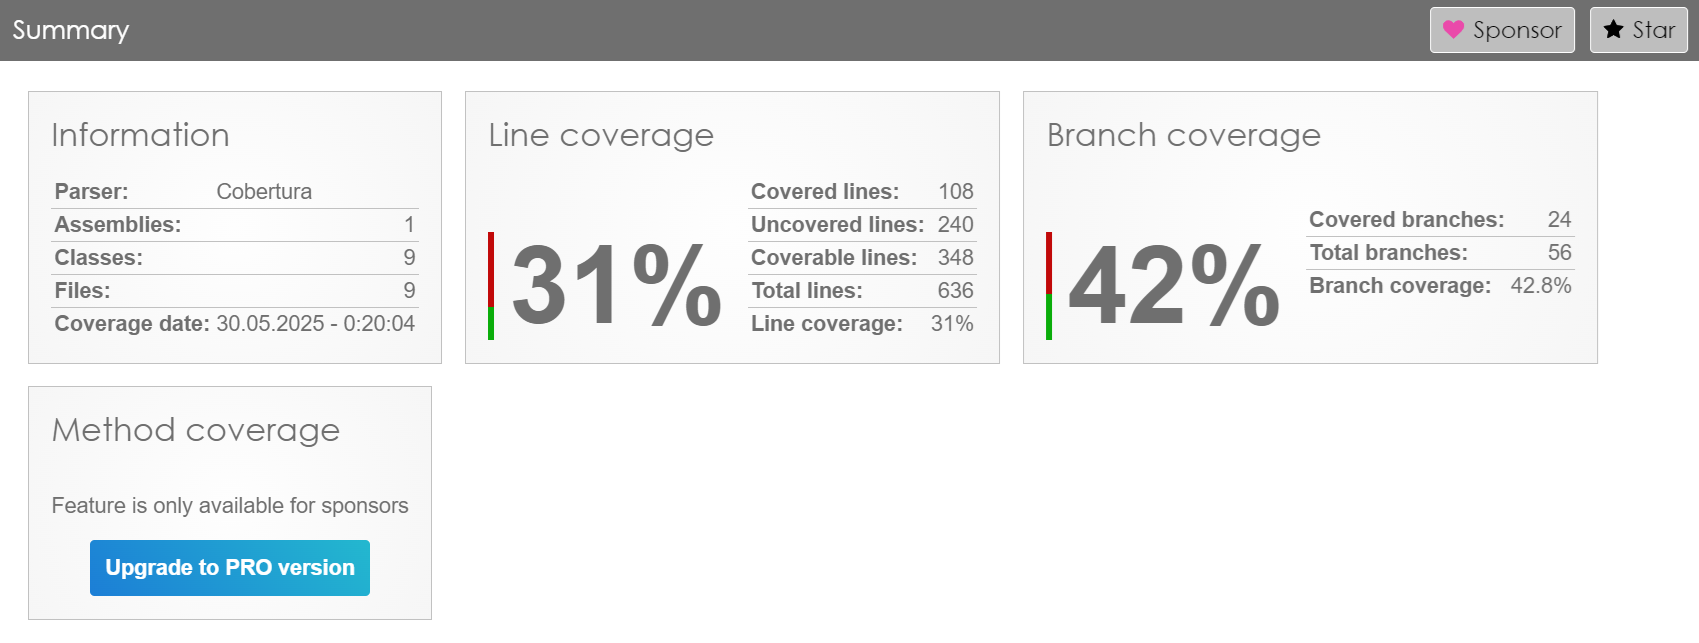 Summary
Sponsor
Star
Information
Parser: Cobertura
Assemblies: 1
Classes: 9
Files: 9
Coverage date: 30.05.2025 - 0:20:04
Line coverage
31%
Covered lines: 108
Uncovered lines: 240
Coverable lines: 348
Total lines: 636
Line coverage: 31%
Branch coverage
42%
Covered branches: 24
Total branches: 56
Branch coverage: 42.8%
Method coverage
Feature is only available for sponsors
Upgrade to PRO version